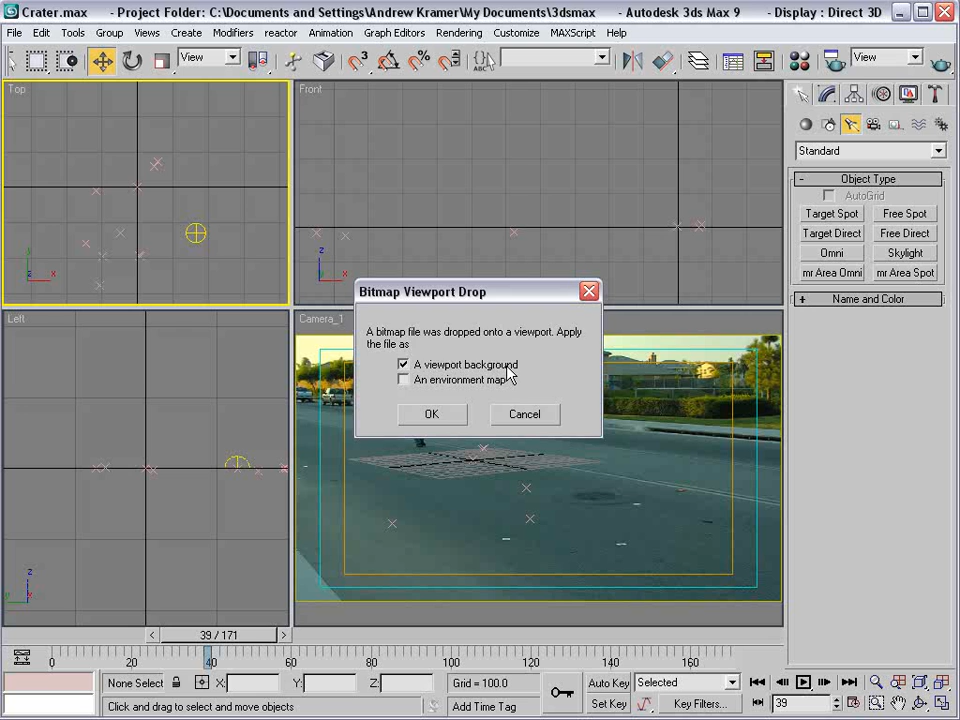 Crater.max - Project Folder: C:\Documents and Settings\Andrew Kramer\My Documents\3dsmax - Autodesk 3ds Max 9 - Display : Direct 3D
File Edit Tools Group Views Create Modifiers reactor Animation Graph Editors Rendering Customize MAXScript Help
View View
Top
Front
Standard
- Object Type
AutoGrid
Target Spot Free Spot
Target Direct Free Direct
Omni Skylight
mr Area Omni mr Area Spot
+ Name and Color
z x
z x
Left
Camera_1
Bitmap Viewport Drop
A bitmap file was dropped onto a viewport. Apply
the file as
A viewport background
An environment map
OK Cancel
z
< 39 / 171 >
0 20 40 60 80 100 120 140 160
None Select X: Y: Z: Grid = 100.0 Auto Key Selected
Click and drag to select and move objects Add Time Tag Set Key Key Filters... 39